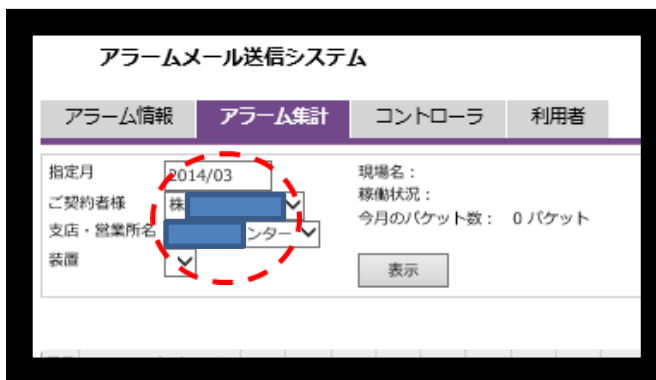 アラームメール送信システム
アラーム情報 アラーム集計 コントローラ 利用者
指定月 2014/03 現場名:
ご契約者様 株 稼働状況:
支店・営業所名 ンター 今月のパケット数: 0 パケット
装置 表示